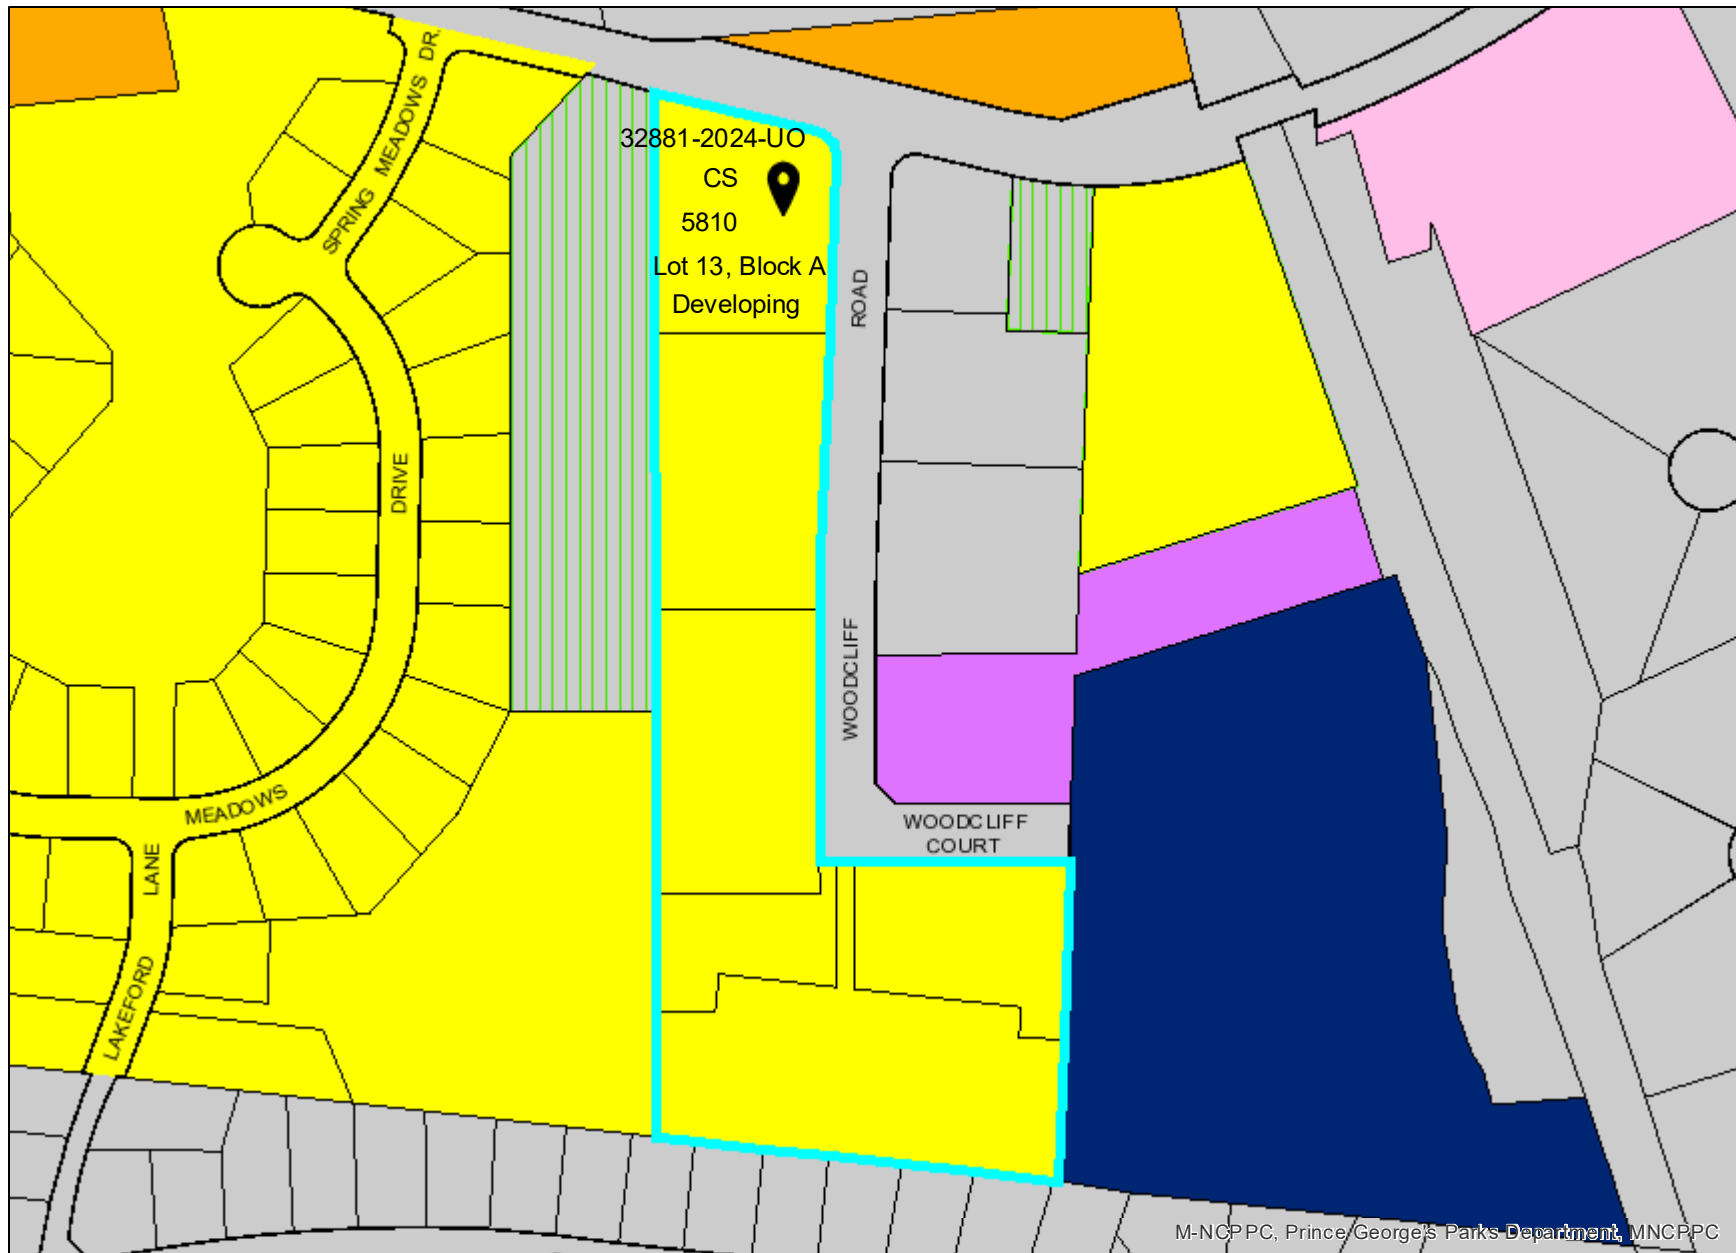 SPRING MEADOWS DR.
32881-2024-UO
CS
5810
Lot 13, Block A
Developing
ROAD
DRIVE
WOODCLIFF
MEADOWS
WOODCLIFF
COURT
LANE
LAKEFORD
M-NCPPC, Prince George's Parks Department, MNCPPC